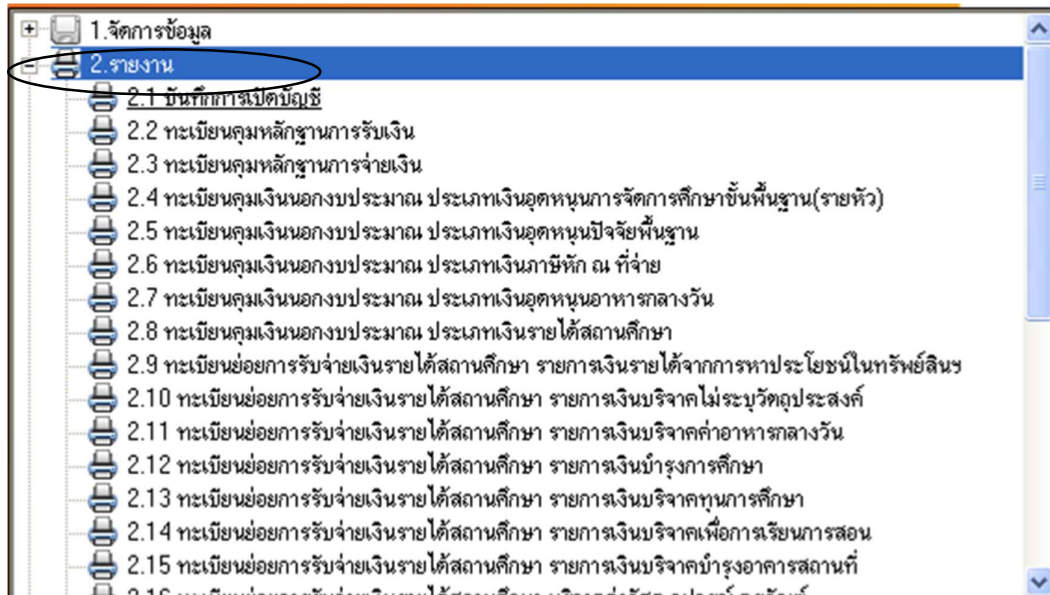 1.จัดการข้อมูล
2.รายงาน
2.1 บันทึกการเปิดบัญชี
2.2 ทะเบียนคุมหลักฐานการรับเงิน
2.3 ทะเบียนคุมหลักฐานการจ่ายเงิน
2.4 ทะเบียนคุมเงินนอกงบประมาณ ประเภทเงินอุดหนุนการจัดการศึกษาขั้นพื้นฐาน(รายหัว)
2.5 ทะเบียนคุมเงินนอกงบประมาณ ประเภทเงินอุดหนุนปัจจัยพื้นฐาน
2.6 ทะเบียนคุมเงินนอกงบประมาณ ประเภทเงินภาษีหัก ณ ที่จ่าย
2.7 ทะเบียนคุมเงินนอกงบประมาณ ประเภทเงินอุดหนุนอาหารกลางวัน
2.8 ทะเบียนคุมเงินนอกงบประมาณ ประเภทเงินรายได้สถานศึกษา
2.9 ทะเบียนย่อยการรับจ่ายเงินรายได้สถานศึกษา รายการเงินรายได้จากการหาประโยชน์ในทรัพย์สินฯ
2.10 ทะเบียนย่อยการรับจ่ายเงินรายได้สถานศึกษา รายการเงินบริจาคไม่ระบุวัตถุประสงค์
2.11 ทะเบียนย่อยการรับจ่ายเงินรายได้สถานศึกษา รายการเงินบริจาคค่าอาหารกลางวัน
2.12 ทะเบียนย่อยการรับจ่ายเงินรายได้สถานศึกษา รายการเงินบำรุงการศึกษา
2.13 ทะเบียนย่อยการรับจ่ายเงินรายได้สถานศึกษา รายการเงินบริจาคทุนการศึกษา
2.14 ทะเบียนย่อยการรับจ่ายเงินรายได้สถานศึกษา รายการเงินบริจาคเพื่อการเรียนการสอน
2.15 ทะเบียนย่อยการรับจ่ายเงินรายได้สถานศึกษา รายการเงินบริจาคบำรุงอาคารสถานที่
2.16 ทะเบียนย่อยการรับจ่ายเงินรายได้สถานศึกษา